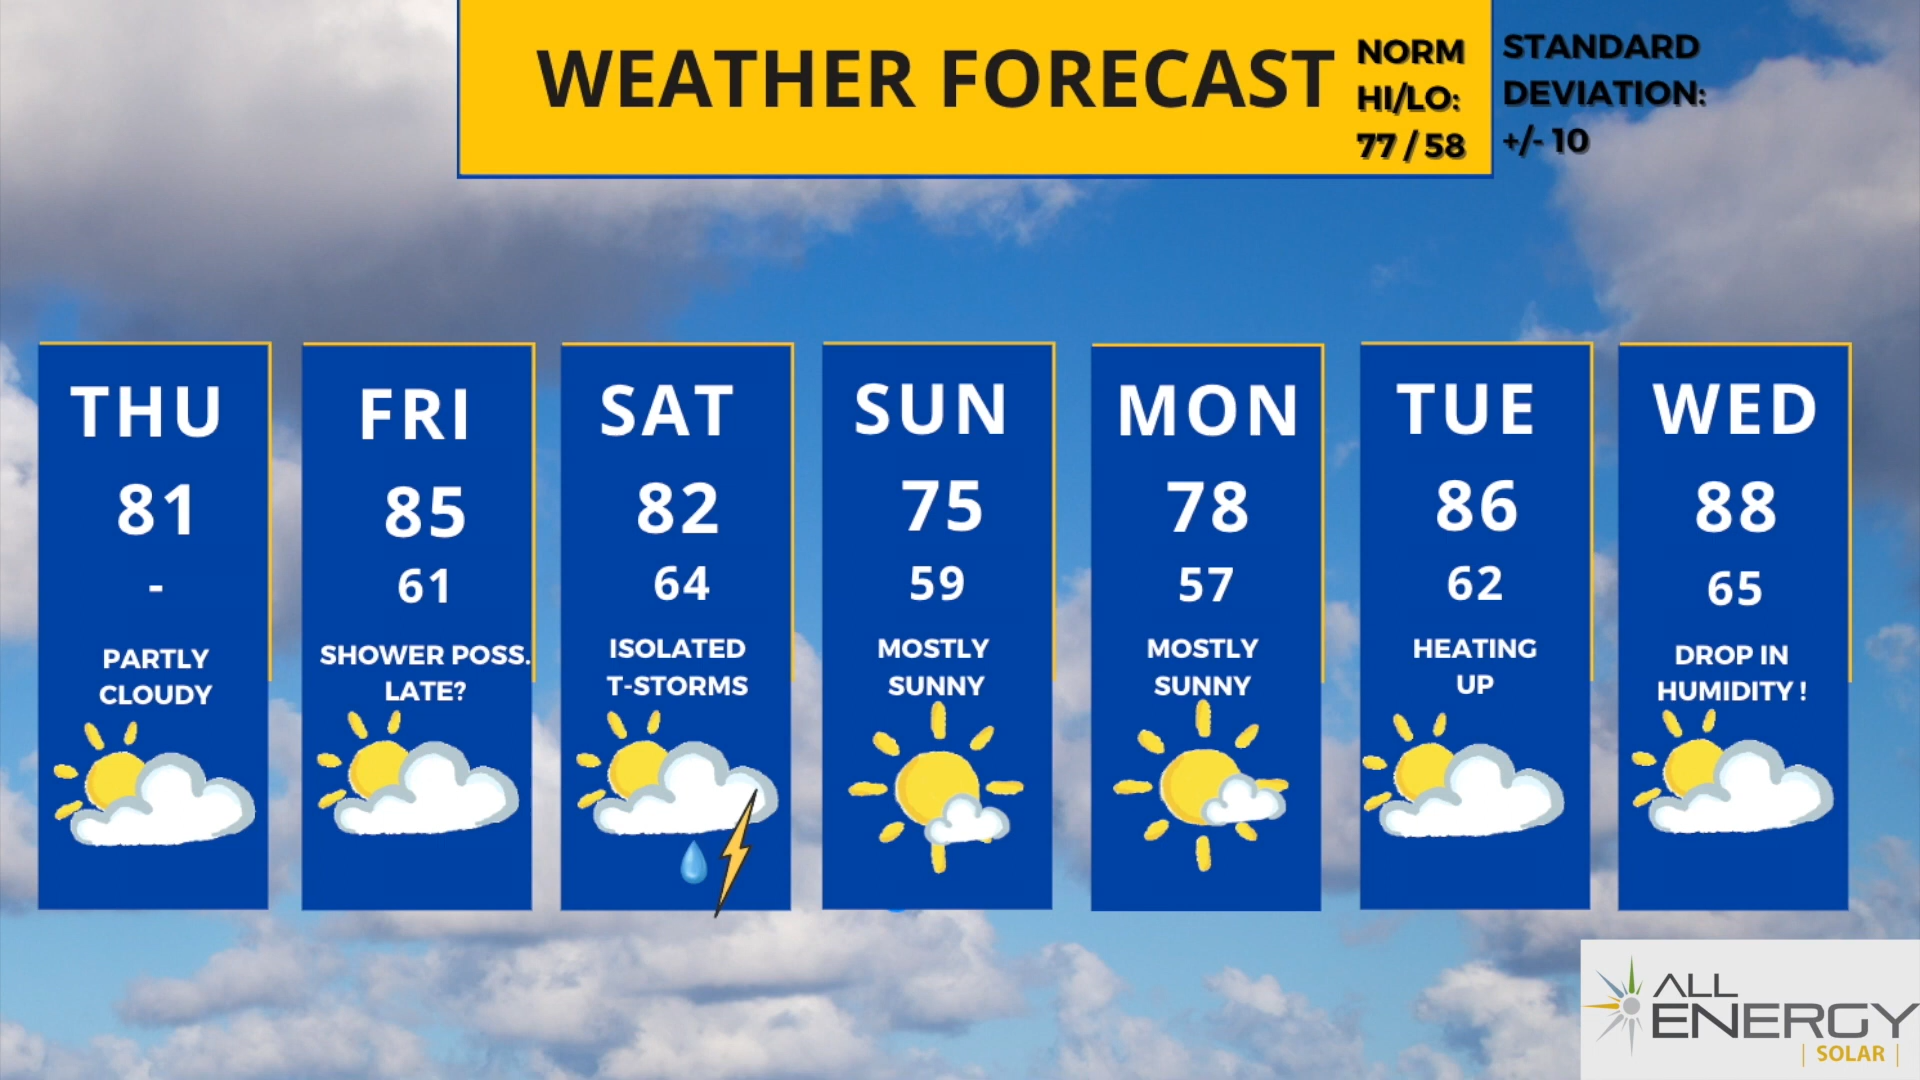 WEATHER FORECAST
NORM
HI/LO:
77 / 58
STANDARD
DEVIATION:
+/- 10
THU
81
-
PARTLY
CLOUDY
FRI
85
61
SHOWER POSS.
LATE?
SAT
82
64
ISOLATED
T-STORMS
SUN
75
59
MOSTLY
SUNNY
MON
78
57
MOSTLY
SUNNY
TUE
86
62
HEATING
UP
WED
88
65
DROP IN
HUMIDITY !
ALL
ENERGY
| SOLAR |